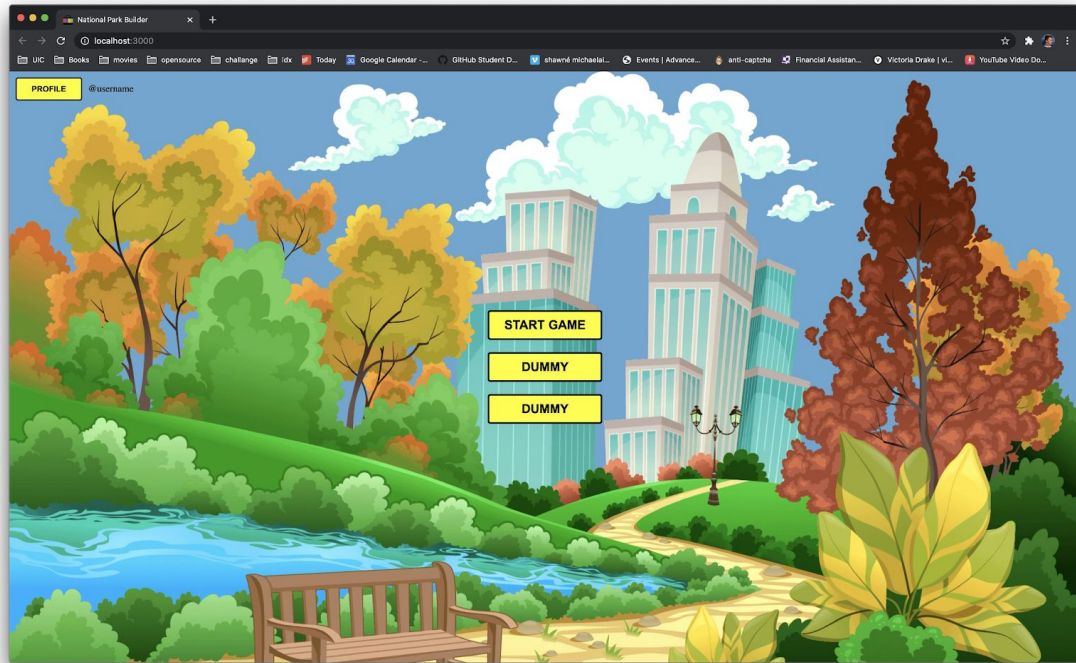 National Park Builder
localhost:3000
UIC Books movies opensource challange idx Today Google Calendar -... GitHub Student D... shawné michaelai... Events | Advance... anti-captcha Financial Assistan... Victoria Drake | vi... YouTube Video Do...
PROFILE @username
START GAME
DUMMY
DUMMY